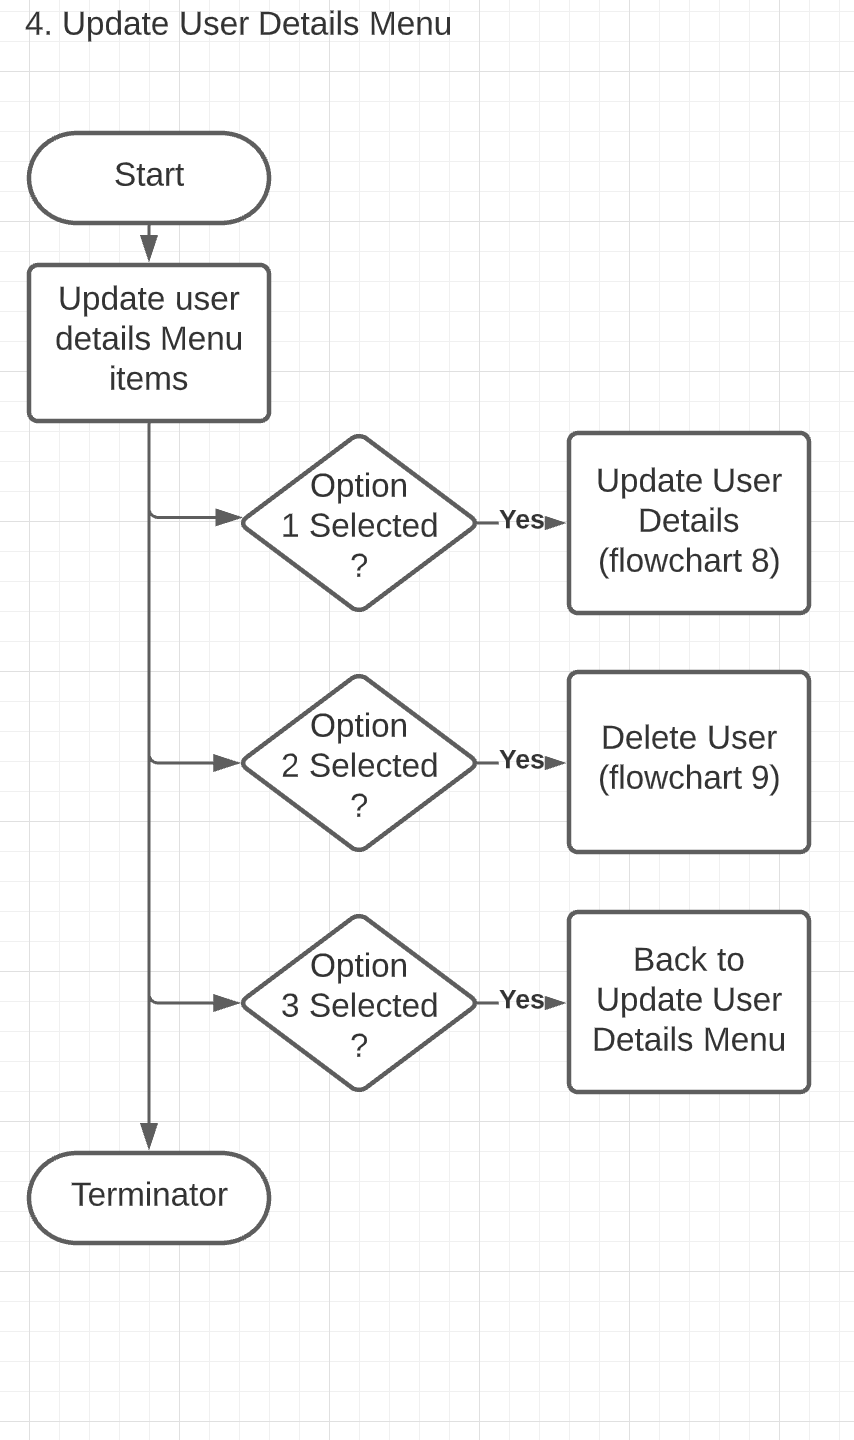 4. Update User Details Menu
Start
Update user
details Menu
items
Option
1 Selected
?
Yes
Update User
Details
(flowchart 8)
Option
2 Selected
?
Yes
Delete User
(flowchart 9)
Option
3 Selected
?
Yes
Back to
Update User
Details Menu
Terminator